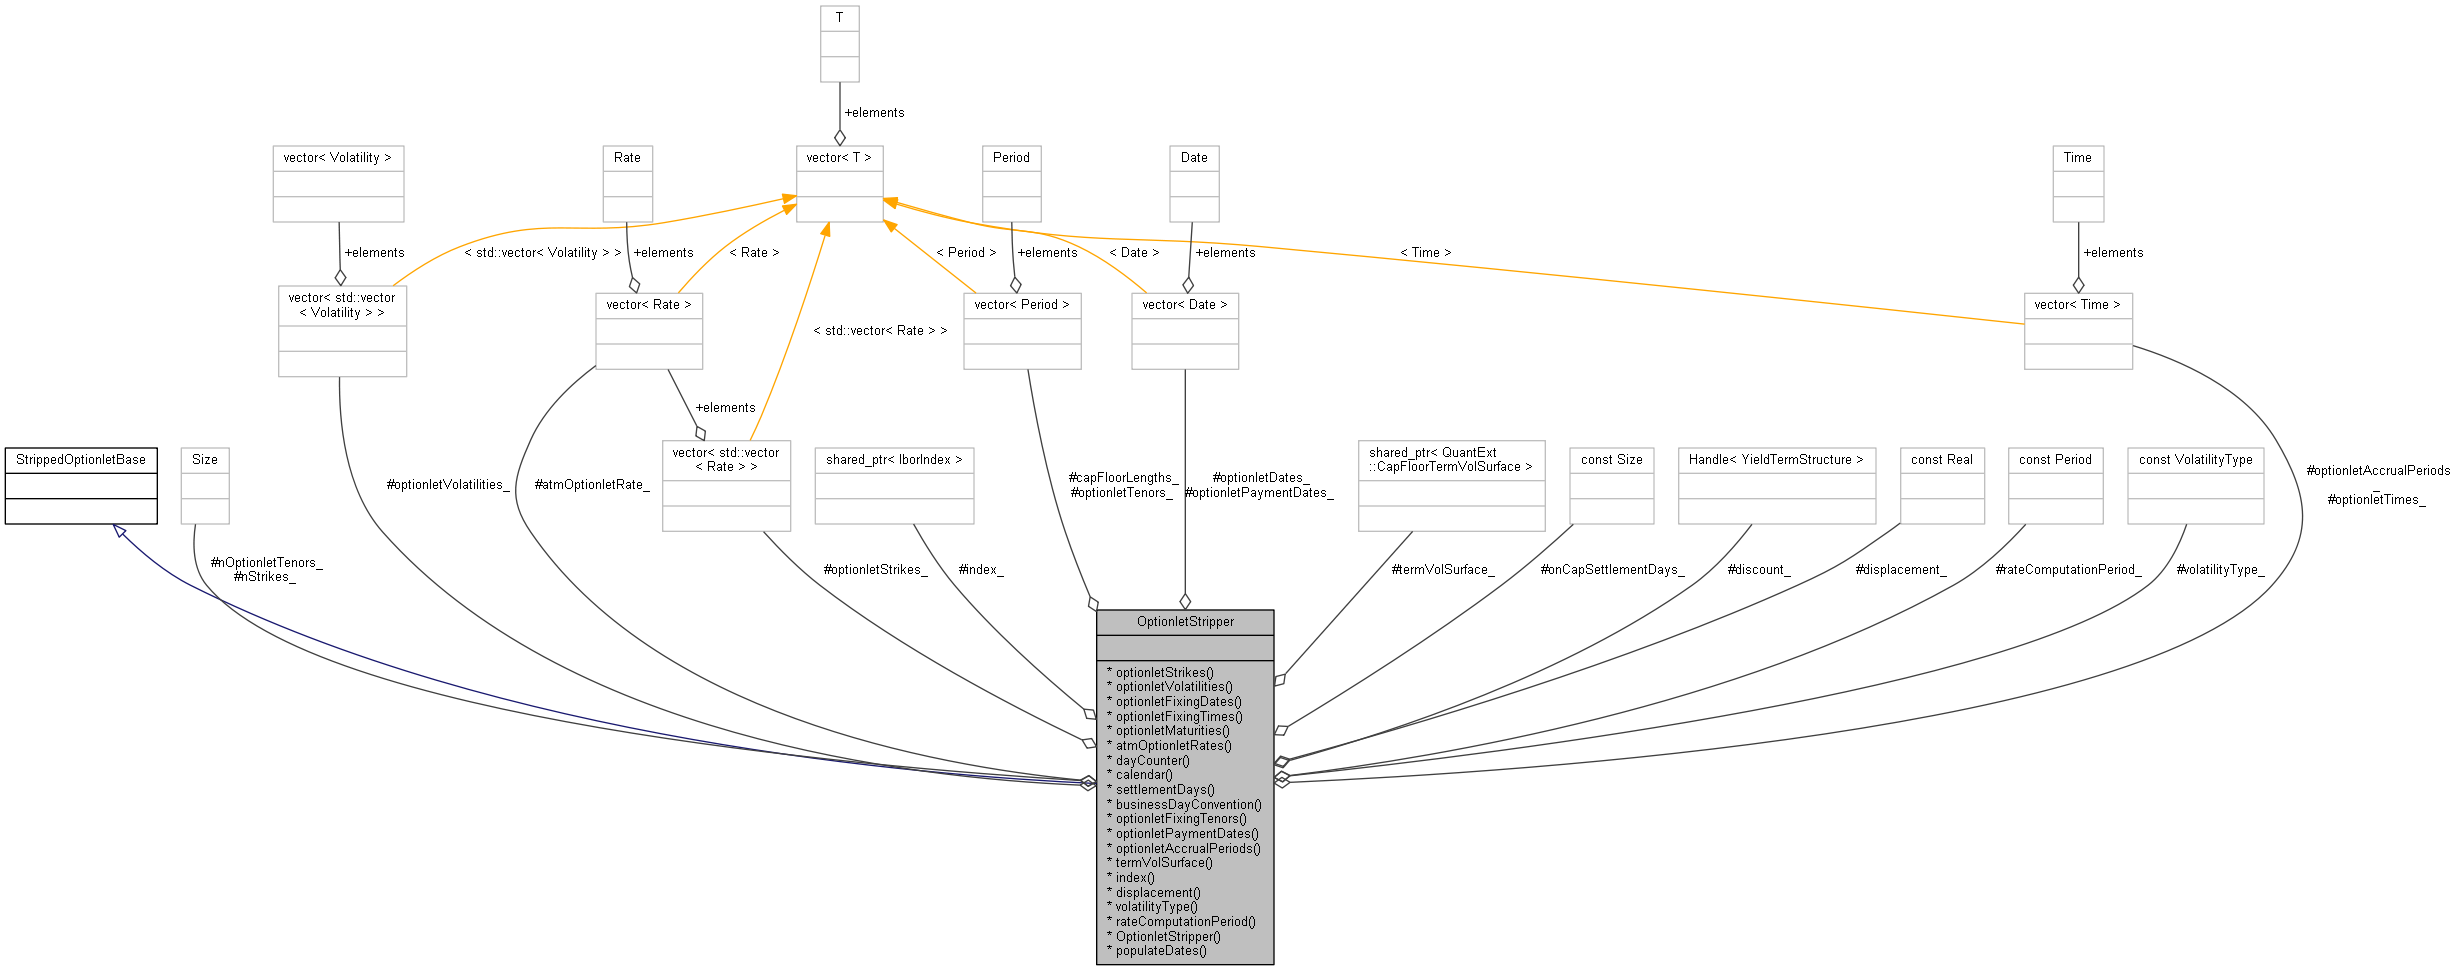 T
+elements
vector< Volatility >
Rate
vector< T >
Period
Date
Time
+elements
< std::vector< Volatility > >
+elements
< Rate >
< Period >
+elements
< Date >
+elements
< Time >
+elements
vector< std::vector
< Volatility > >
vector< Rate >
< std::vector< Rate > >
vector< Period >
vector< Date >
vector< Time >
+elements
StrippedOptionletBase
Size
#optionletVolatilities_
#atmOptionletRate_
vector< std::vector
< Rate > >
shared_ptr< IborIndex >
#capFloorLengths_
#optionletTenors_
#optionletDates_
#optionletPaymentDates_
shared_ptr< QuantExt
::CapFloorTermVolSurface >
const Size
Handle< YieldTermStructure >
const Real
const Period
const VolatilityType
#optionletAccrualPeriods
_
#optionletTimes_
#nOptionletTenors_
#nStrikes_
#optionletStrikes_
#index_
#termVolSurface_
#onCapSettlementDays_
#discount_
#displacement_
#rateComputationPeriod_
#volatilityType_
OptionletStripper
* optionletStrikes()
* optionletVolatilities()
* optionletFixingDates()
* optionletFixingTimes()
* optionletMaturities()
* atmOptionletRates()
* dayCounter()
* calendar()
* settlementDays()
* businessDayConvention()
* optionletFixingTenors()
* optionletPaymentDates()
* optionletAccrualPeriods()
* termVolSurface()
* index()
* displacement()
* volatilityType()
* rateComputationPeriod()
* OptionletStripper()
* populateDates()